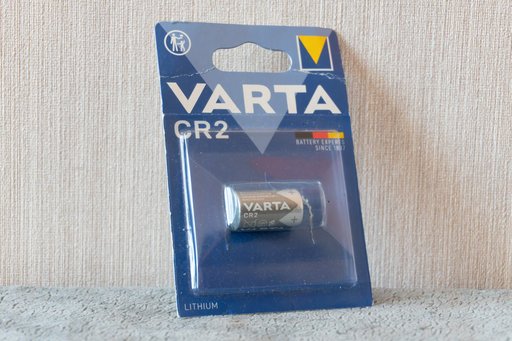 VARTA
CR2
BATTERY EXPERTS
SINCE 1887
VARTA
CR2
LITHIUM